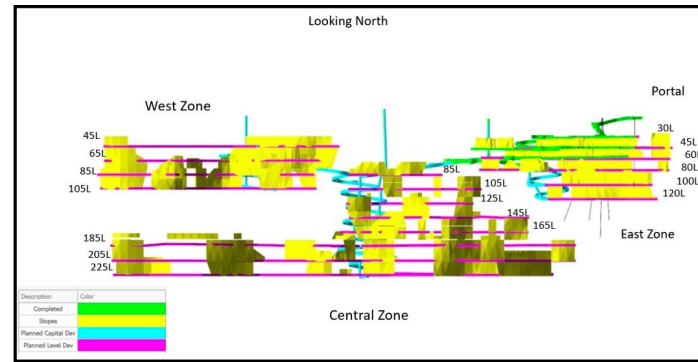 Looking North
West Zone
Portal
45L
65L
85L
105L
30L
45L
60L
80L
100L
120L
85L
105L
125L
145L
165L
185L
205L
225L
East Zone
Central Zone
Description Color
Completed
Stopes
Planned Capital Dev
Planned Level Dev